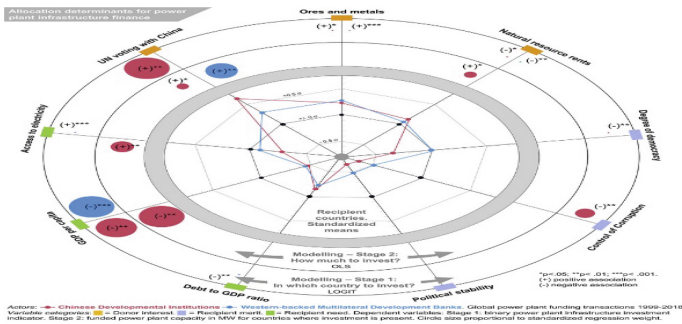 Allocation determinants for power
plant infrastructure finance
Ores and metals
(+)* (+)***
UN voting with China
Natural resource rents
(+)** (+)** (+)*
(+)* (-)* (-)**
Access to electricity
(+)***
Degree of democracy
(-)**
(+)**
GDP per capita
(-)*** (-)** (-)**
Control of Corruption
(-)**
Recipient
countries.
Standardized
means
Modelling – Stage 2:
How much to invest?
OLS
Modelling – Stage 1:
In which country to invest?
LOGIT
(-)**
Debt to GDP ratio
Political stability
*p<.05; **p< .01; ***p< .001.
(+) positive association
(-) negative association
Actors: Chinese Developmental Institutions Western-backed Multilateral Development Banks. Global power plant funding transactions 1999-2018
Variable categories: = Donor interest. = Recipient merit. = Recipient need. Dependent variables: Stage 1: binary power plant infrastructure investment
indicator. Stage 2: funded power plant capacity in MW for countries where investment is present. Circle size proportional to standardized regression weight.